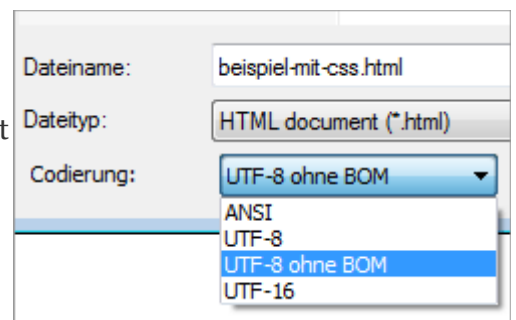 Dateiname: beispiel-mit-css.html
t Dateityp: HTML document (*.html)
Codierung: UTF-8 ohne BOM
ANSI
UTF-8
UTF-8 ohne BOM
UTF-16